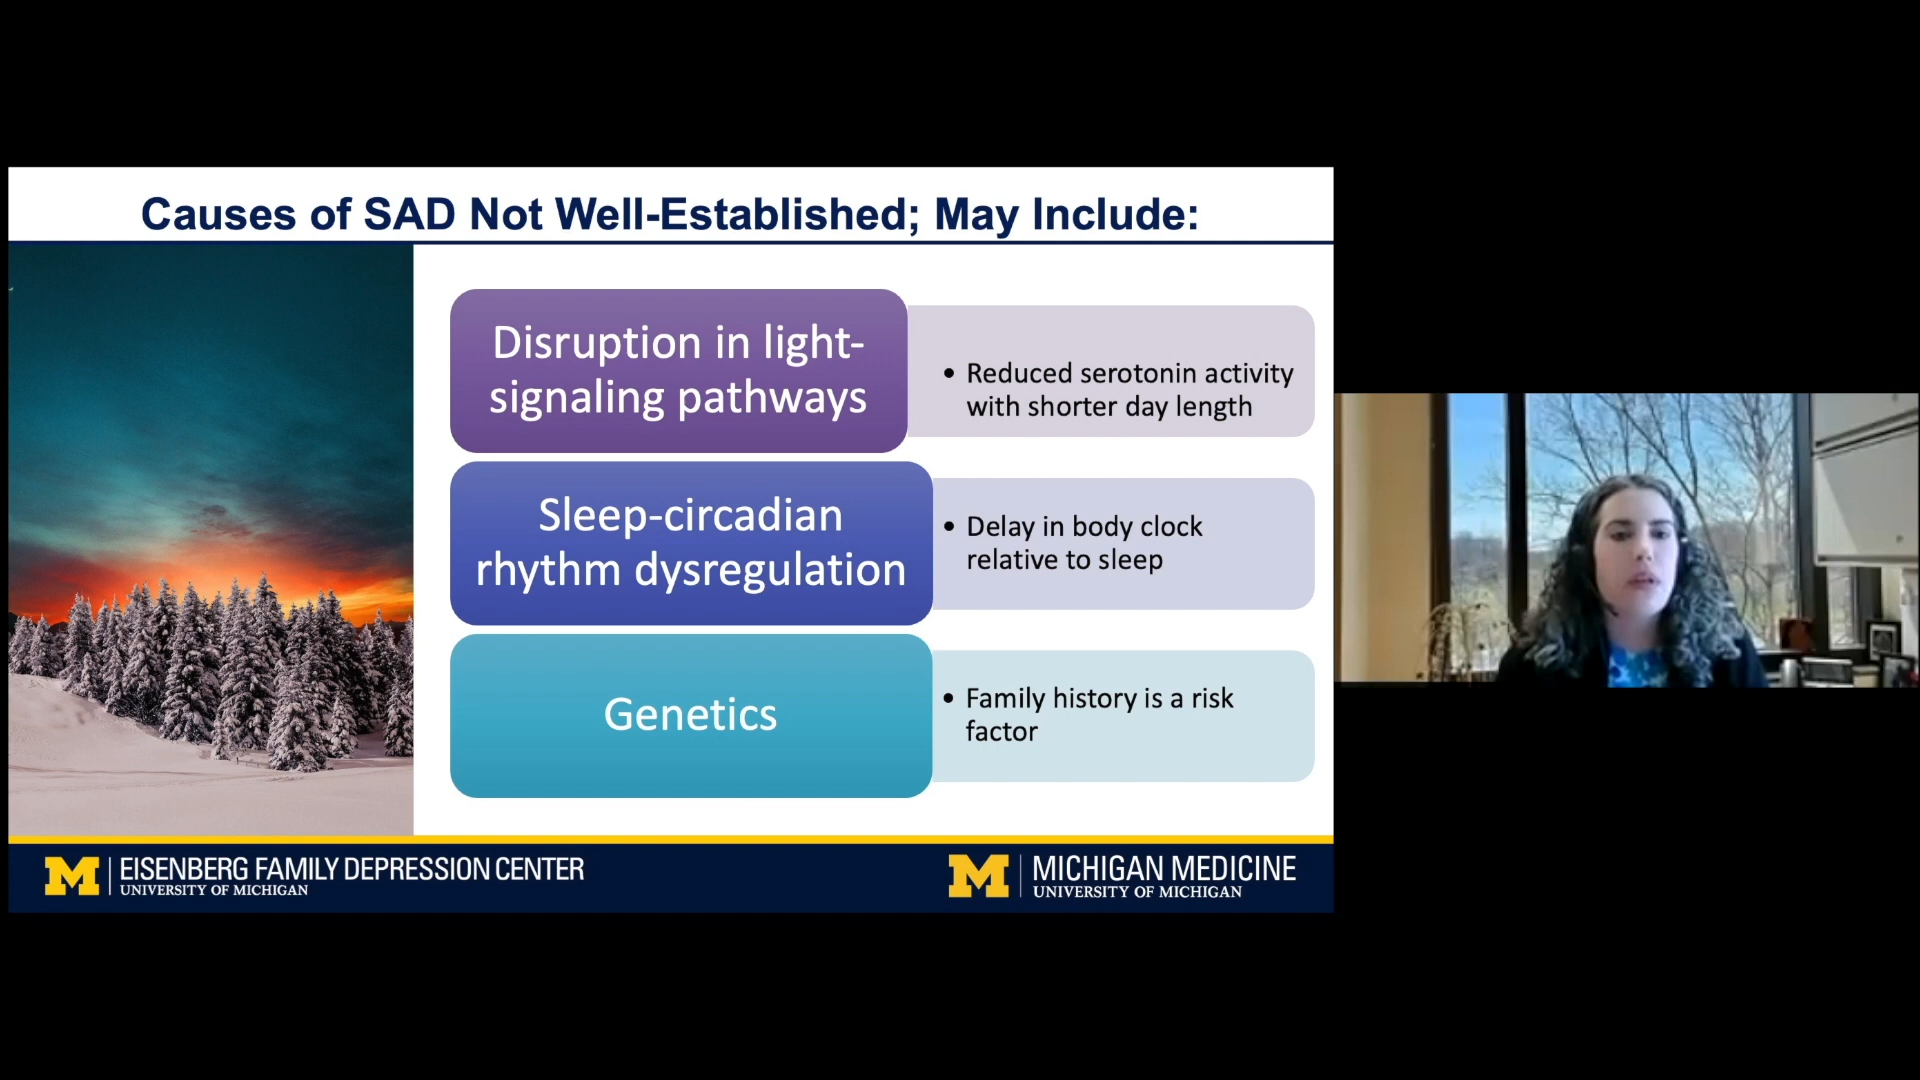 Causes of SAD Not Well-Established; May Include:
Disruption in light-
signaling pathways
• Reduced serotonin activity
with shorter day length
Sleep-circadian
rhythm dysregulation
• Delay in body clock
relative to sleep
Genetics
• Family history is a risk
factor
M EISENBERG FAMILY DEPRESSION CENTER
UNIVERSITY OF MICHIGAN
M MICHIGAN MEDICINE
UNIVERSITY OF MICHIGAN